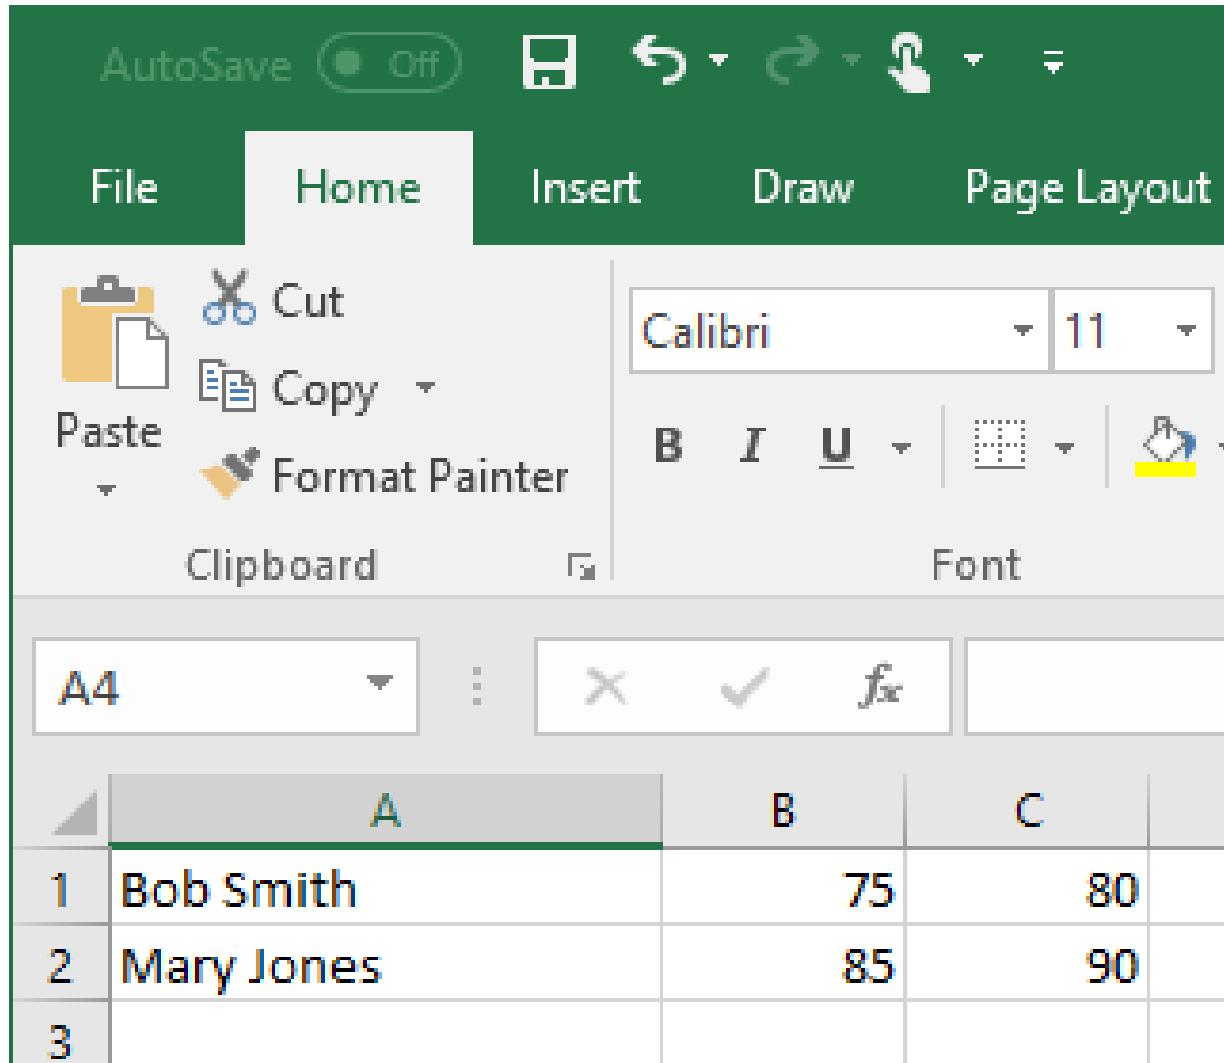 AutoSave Off
File Home Insert Draw Page Layout
Cut
Copy
Paste
Format Painter
Calibri 11
B I U
Clipboard Font
A4 fx
A B C
1 Bob Smith 75 80
2 Mary Jones 85 90
3